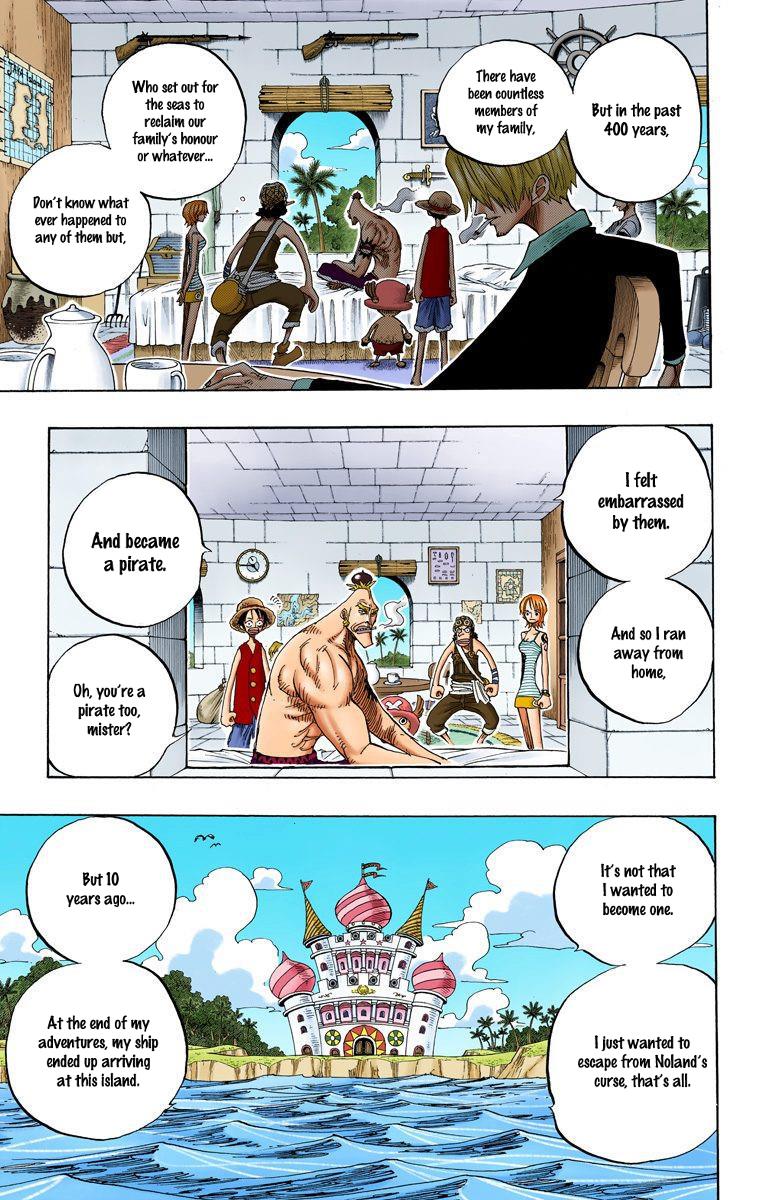 But in the past
400 years,
There have
been countless
members of
my family,
Who set out for
the seas to
reclaim our
family's honour
or whatever...
Don't know what
ever happened to
any of them but,
I felt
embarrassed
by them.
And so I ran
away from
home,
And became
a pirate.
Oh, you're a
pirate too,
mister?
It's not that
I wanted to
become one.
I just wanted to
escape from Noland's
curse, that's all.
But 10
years ago...
At the end of my
adventures, my ship
ended up arriving
at this island.